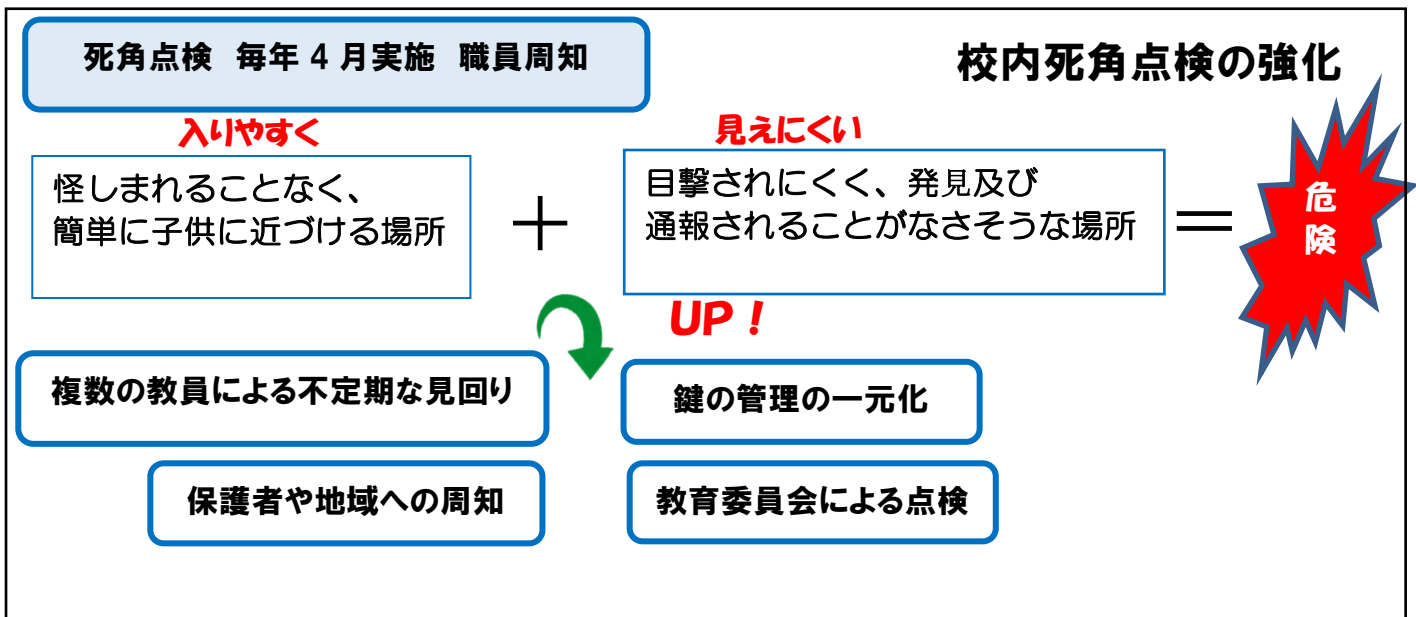 死角点検 毎年４月実施 職員周知
校内死角点検の強化
入りやすく
怪しまれることなく、
簡単に子供に近づける場所
＋
見えにくい
目撃されにくく、発見及び
通報されることがなさそうな場所
＝
危険
UP！
複数の教員による不定期な見回り
鍵の管理の一元化
保護者や地域への周知
教育委員会による点検